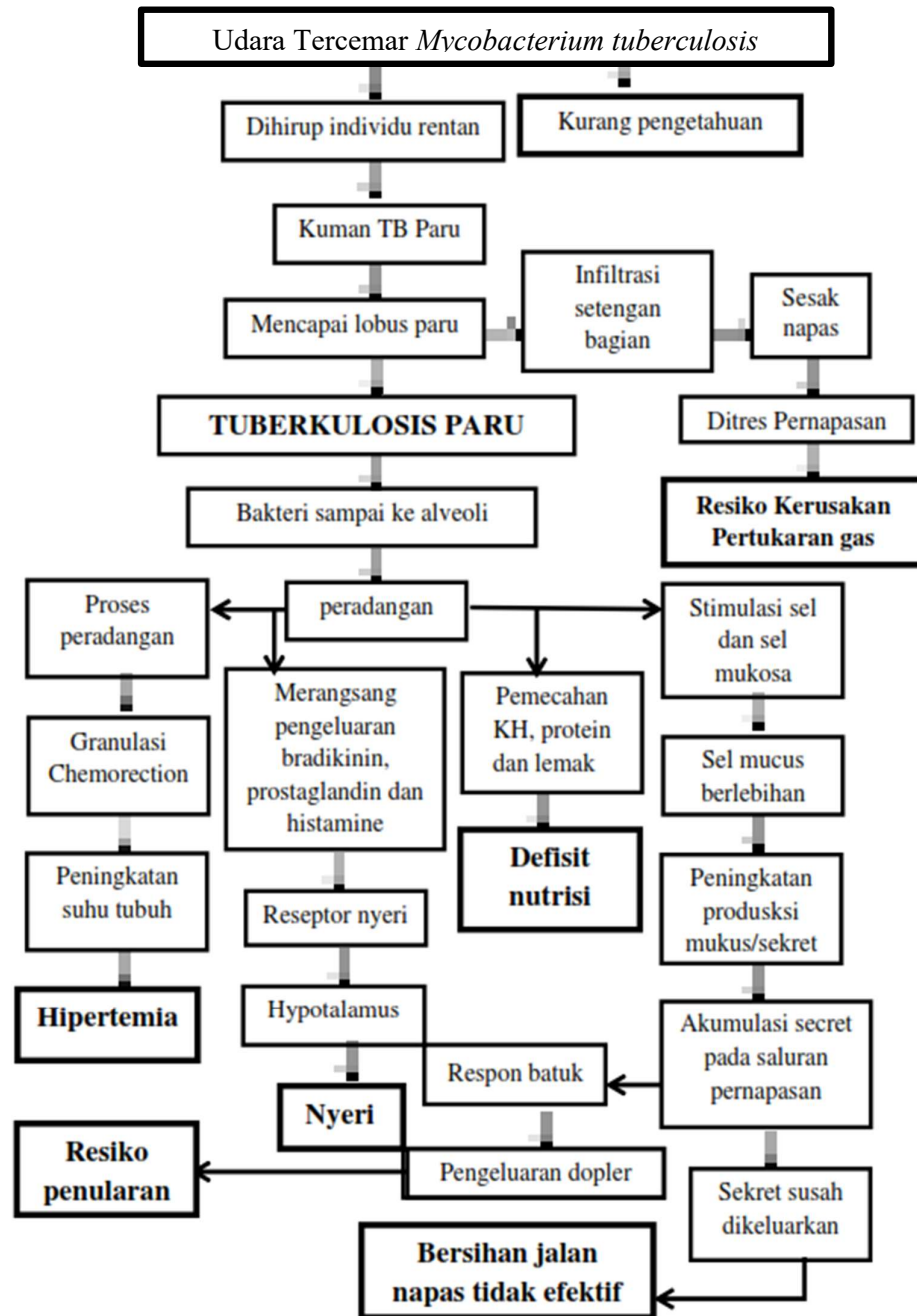 Udara Tercemar Mycobacterium tuberculosis
Dihirup individu rentan
Kurang pengetahuan
Kuman TB Paru
Infiltrasi
setengan
bagian
Sesak
napas
Mencapai lobus paru
Ditres Pernapasan
TUBERKULOSIS PARU
Resiko Kerusakan
Pertukaran gas
Bakteri sampai ke alveoli
peradangan
Proses
peradangan
Merangsang
pengeluaran
bradikinin,
prostaglandin dan
histamine
Pemecahan
KH, protein
dan lemak
Stimulasi sel
dan sel
mukosa
Granulasi
Chemorection
Sel mucus
berlebihan
Defisit
nutrisi
Peningkatan
suhu tubuh
Reseptor nyeri
Peningkatan
produsksi
mukus/sekret
Hipertemia
Hypotalamus
Akumulasi secret
pada saluran
pernapasan
Respon batuk
Nyeri
Resiko
penularan
Pengeluaran dopler
Sekret susah
dikeluarkan
Bersihan jalan
napas tidak efektif